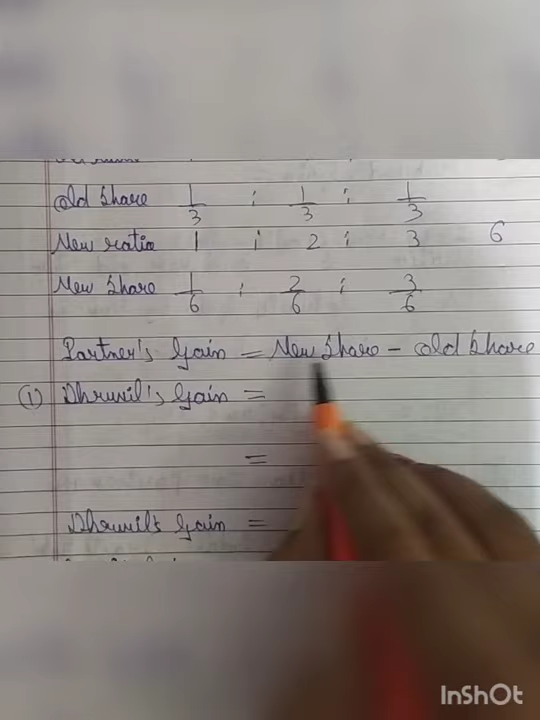 Old Share 1/3 : 1/3 : 1/3
New ratio 1 : 2 : 3 6
New Share 1/6 : 2/6 : 3/6
Partner's Gain = New Share - Old Share
(1) Dhruvil's Gain =
=
Dhruvil's Gain =
InShOt